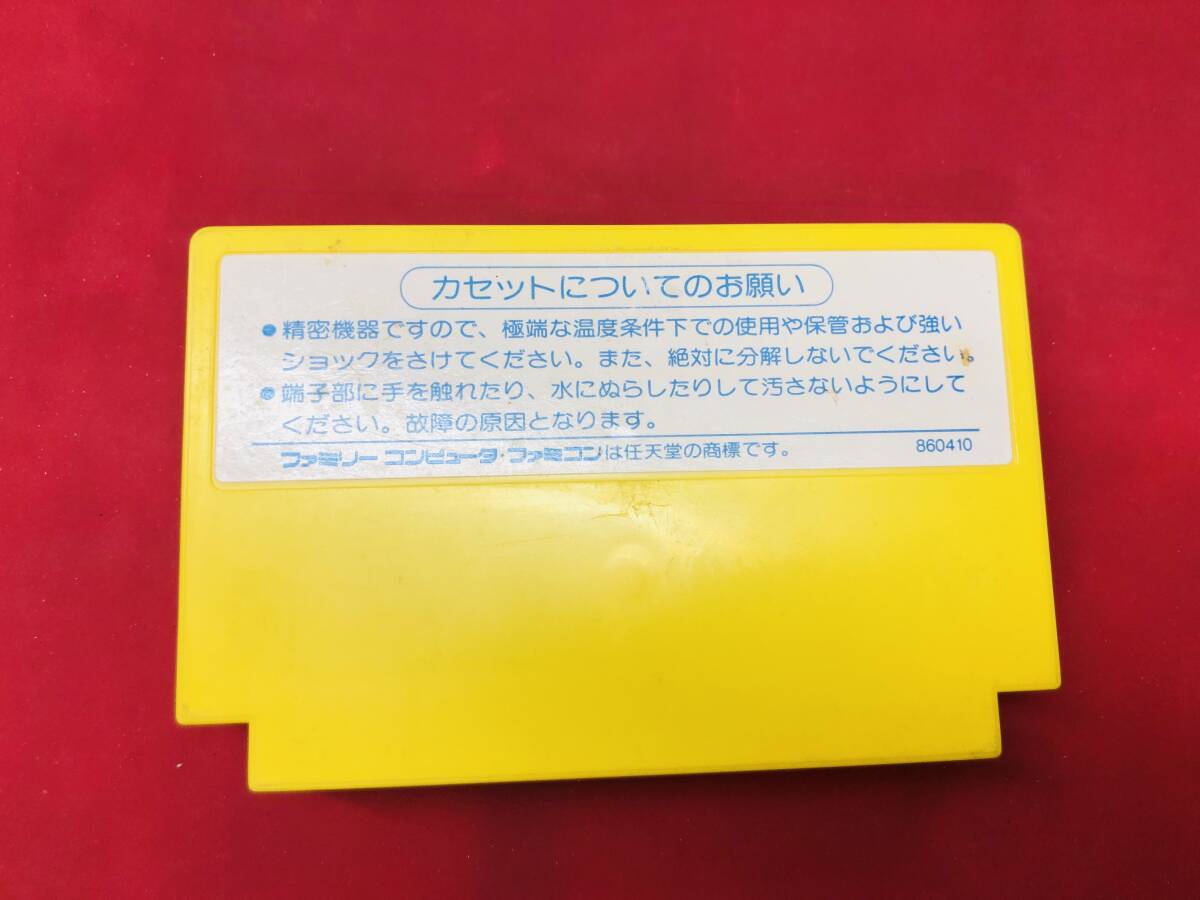 カセットについてのお願い
●精密機器ですので、極端な温度条件下での使用や保管および強い
ショックをさけてください。また、絶対に分解しないでください。
●端子部に手を触れたり、水にぬらしたりして汚さないようにして
ください。故障の原因となります。
ファミリー コンピュータ・ファミコンは任天堂の商標です。 860410